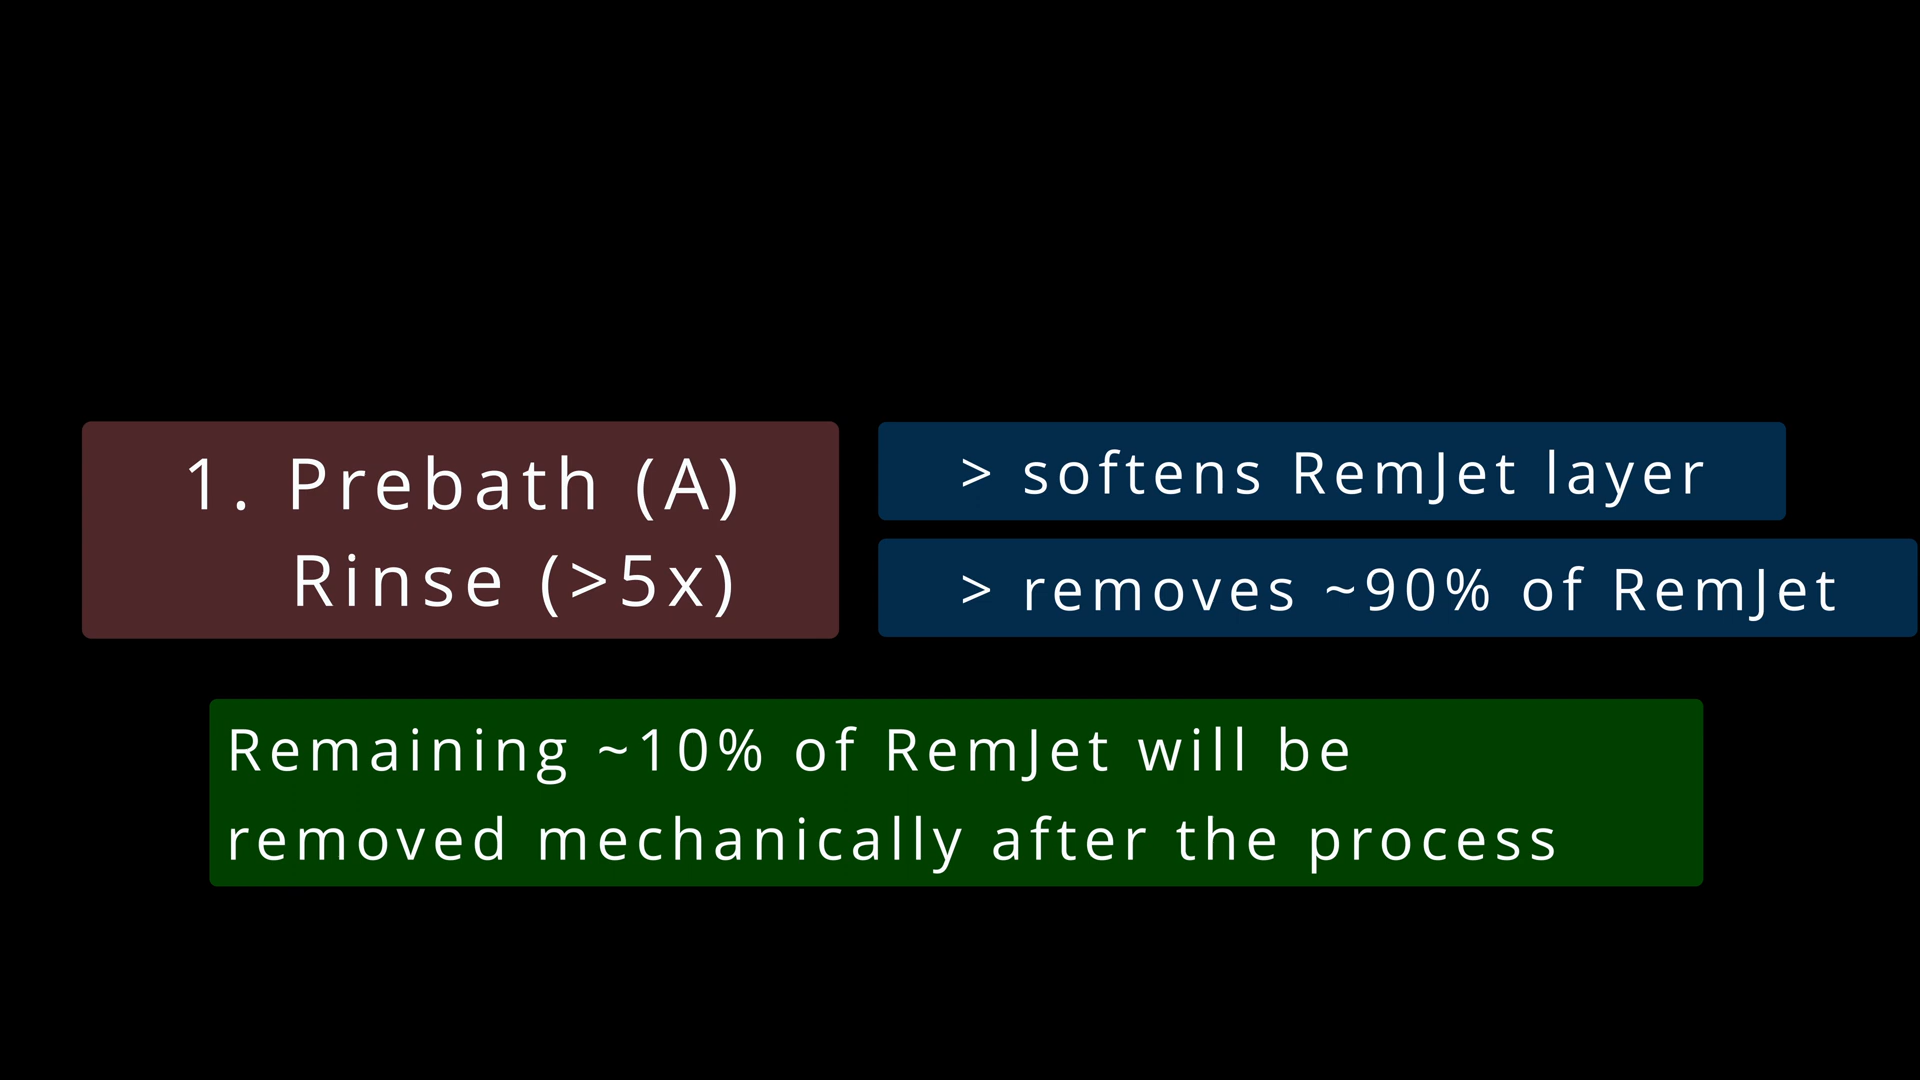 1. Prebath (A)
Rinse (>5x)
> softens RemJet layer
> removes ~90% of RemJet
Remaining ~10% of RemJet will be
removed mechanically after the process